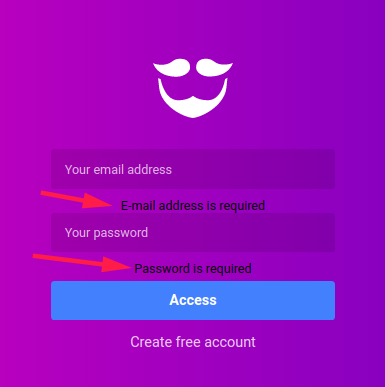 Your email address
E-mail address is required
Your password
Password is required
Access
Create free account